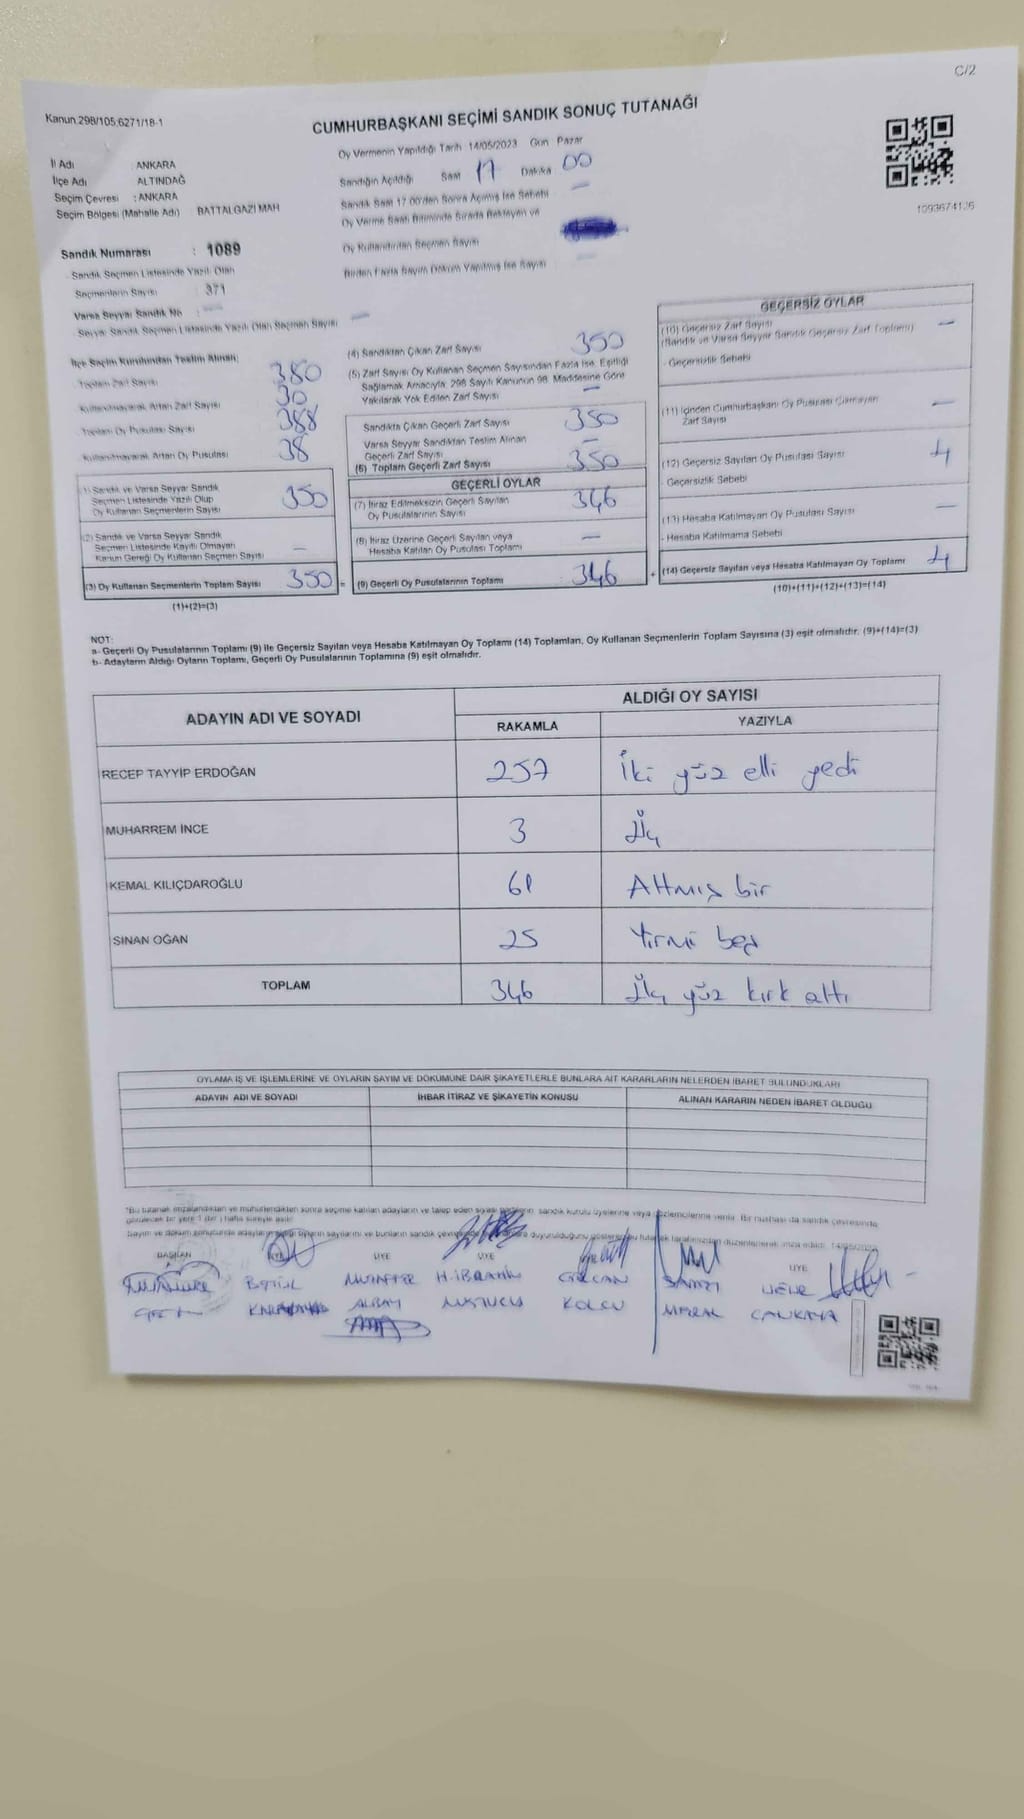 C/2
Kanun.298/105;6271/18-1
CUMHURBAŞKANI SEÇİMİ SANDIK SONUÇ TUTANAĞI
Oy Vermenin Yapıldığı Tarih 14/05/2023 Gün Pazar
İl Adı : ANKARA
İlçe Adı ALTINDAĞ
Seçim Çevresi : ANKARA
Seçim Bölgesi (Mahalle Adı) BATTALGAZİ MAH
Sandığın Açıldığı Saat 17 Dakika 00
Sandık Saat 17.00'den Sonra Açılmış İse Sebebi —
Oy Verme Saati Bitiminde Sırada Bekleyen ve
Oy Kullandırılan Seçmen Sayısı
Birden Fazla Sayım Döküm Yapılmış İse Sayısı —
Sandık Numarası : 1089
Sandık Seçmen Listesinde Yazılı Olan
Seçmenlerin Sayısı : 371
Varsa Seyyar Sandık No : —
Seyyar Sandık Seçmen Listesinde Yazılı Olan Seçmen Sayısı —
İlçe Seçim Kurulundan Teslim Alınan;
Toplam Zarf Sayısı 380
Kullanılmayarak Artan Zarf Sayısı 30
Toplam Oy Pusulası Sayısı 388
Kullanılmayarak Artan Oy Pusulası 38
(1) Sandık ve Varsa Seyyar Sandık
Seçmen Listesinde Yazılı Olup
Oy Kullanan Seçmenlerin Sayısı 350
(2) Sandık ve Varsa Seyyar Sandık
Seçmen Listesinde Kayıtlı Olmayan
Kanun Gereği Oy Kullanan Seçmen Sayısı —
(3) Oy Kullanan Seçmenlerin Toplam Sayısı 350 =
(1)+(2)=(3)
(4) Sandıktan Çıkan Zarf Sayısı 350
(5) Zarf Sayısı Oy Kullanan Seçmen Sayısından Fazla İse, Eşitliği
Sağlamak Amacıyla, 298 Sayılı Kanunun 98. Maddesine Göre
Yakılarak Yok Edilen Zarf Sayısı —
Sandıkta Çıkan Geçerli Zarf Sayısı 350
Varsa Seyyar Sandıktan Teslim Alınan
Geçerli Zarf Sayısı —
(6) Toplam Geçerli Zarf Sayısı 350
GEÇERLİ OYLAR
(7) İtiraz Edilmeksizin Geçerli Sayılan
Oy Pusulalarının Sayısı 346
(8) İtiraz Üzerine Geçerli Sayılan veya
Hesaba Katılan Oy Pusulası Toplamı —
(9) Geçerli Oy Pusulalarının Toplamı 346 +
GEÇERSİZ OYLAR
(10) Geçersiz Zarf Sayısı —
(Sandık ve Varsa Seyyar Sandık Geçersiz Zarf Toplamı)
- Geçersizlik Sebebi
(11) İçinden Cumhurbaşkanı Oy Pusulası Çıkmayan
Zarf Sayısı —
(12) Geçersiz Sayılan Oy Pusulası Sayısı 4
Geçersizlik Sebebi
(13) Hesaba Katılmayan Oy Pusulası Sayısı —
- Hesaba Katılmama Sebebi
(14) Geçersiz Sayılan veya Hesaba Katılmayan Oy Toplamı 4
(10)+(11)+(12)+(13)=(14)
NOT:
a- Geçerli Oy Pusulalarının Toplamı (9) ile Geçersiz Sayılan veya Hesaba Katılmayan Oy Toplamı (14) Toplamları, Oy Kullanan Seçmenlerin Toplam Sayısına (3) eşit olmalıdır. (9)+(14)=(3)
b- Adayların Aldığı Oyların Toplamı, Geçerli Oy Pusulalarının Toplamına (9) eşit olmalıdır.
ADAYIN ADI VE SOYADI ALDIĞI OY SAYISI
RAKAMLA YAZIYLA
RECEP TAYYİP ERDOĞAN 257 İki yüz elli yedi
MUHARREM İNCE 3 Üç
KEMAL KILIÇDAROĞLU 61 Altmış bir
SİNAN OĞAN 25 Yirmi beş
TOPLAM 346 Üç yüz kırk altı
OYLAMA İŞ VE İŞLEMLERİNE VE OYLARIN SAYIM VE DÖKÜMÜNE DAİR ŞİKAYETLERLE BUNLARA AİT KARARLARIN NELERDEN İBARET BULUNDUKLARI
ADAYIN ADI VE SOYADI İHBAR İTİRAZ VE ŞİKAYETİN KONUSU ALINAN KARARIN NEDEN İBARET OLDUĞU
BAŞKAN ÜYE ÜYE ÜYE ÜYE
BETÜL MUZAFFER H.İBRAHİM GÜLCAN UĞUR
ALBAY KOLCU MERAL ÇANKAYA